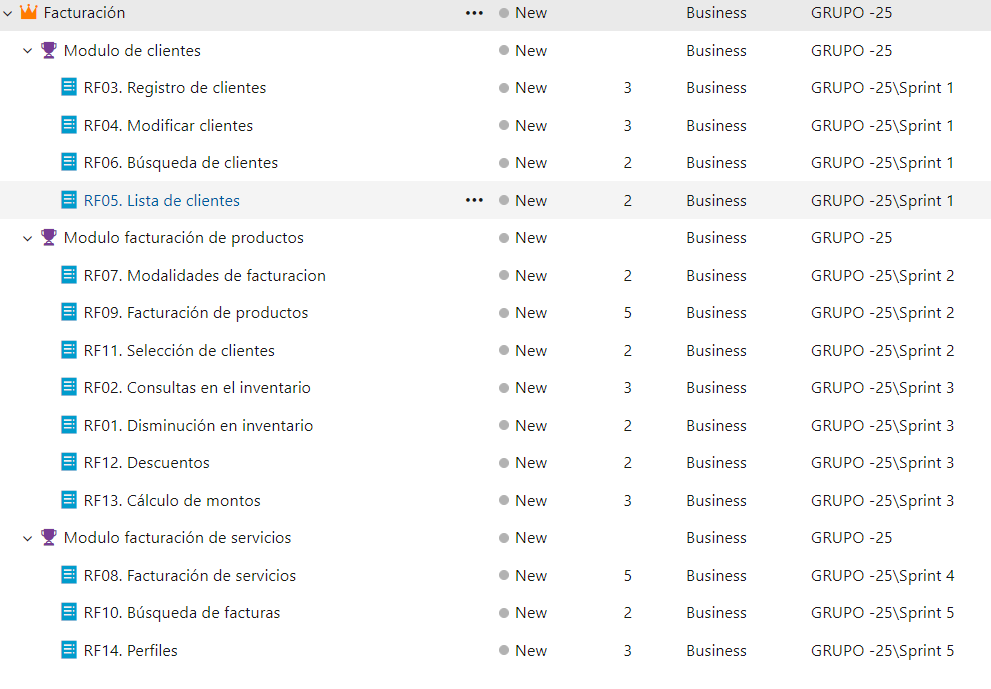 Facturación ••• New Business GRUPO -25
Modulo de clientes New Business GRUPO -25
RF03. Registro de clientes New 3 Business GRUPO -25\Sprint 1
RF04. Modificar clientes New 3 Business GRUPO -25\Sprint 1
RF06. Búsqueda de clientes New 2 Business GRUPO -25\Sprint 1
RF05. Lista de clientes ••• New 2 Business GRUPO -25\Sprint 1
Modulo facturación de productos New Business GRUPO -25
RF07. Modalidades de facturacion New 2 Business GRUPO -25\Sprint 2
RF09. Facturación de productos New 5 Business GRUPO -25\Sprint 2
RF11. Selección de clientes New 2 Business GRUPO -25\Sprint 2
RF02. Consultas en el inventario New 3 Business GRUPO -25\Sprint 3
RF01. Disminución en inventario New 2 Business GRUPO -25\Sprint 3
RF12. Descuentos New 2 Business GRUPO -25\Sprint 3
RF13. Cálculo de montos New 3 Business GRUPO -25\Sprint 3
Modulo facturación de servicios New Business GRUPO -25
RF08. Facturación de servicios New 5 Business GRUPO -25\Sprint 4
RF10. Búsqueda de facturas New 2 Business GRUPO -25\Sprint 5
RF14. Perfiles New 3 Business GRUPO -25\Sprint 5